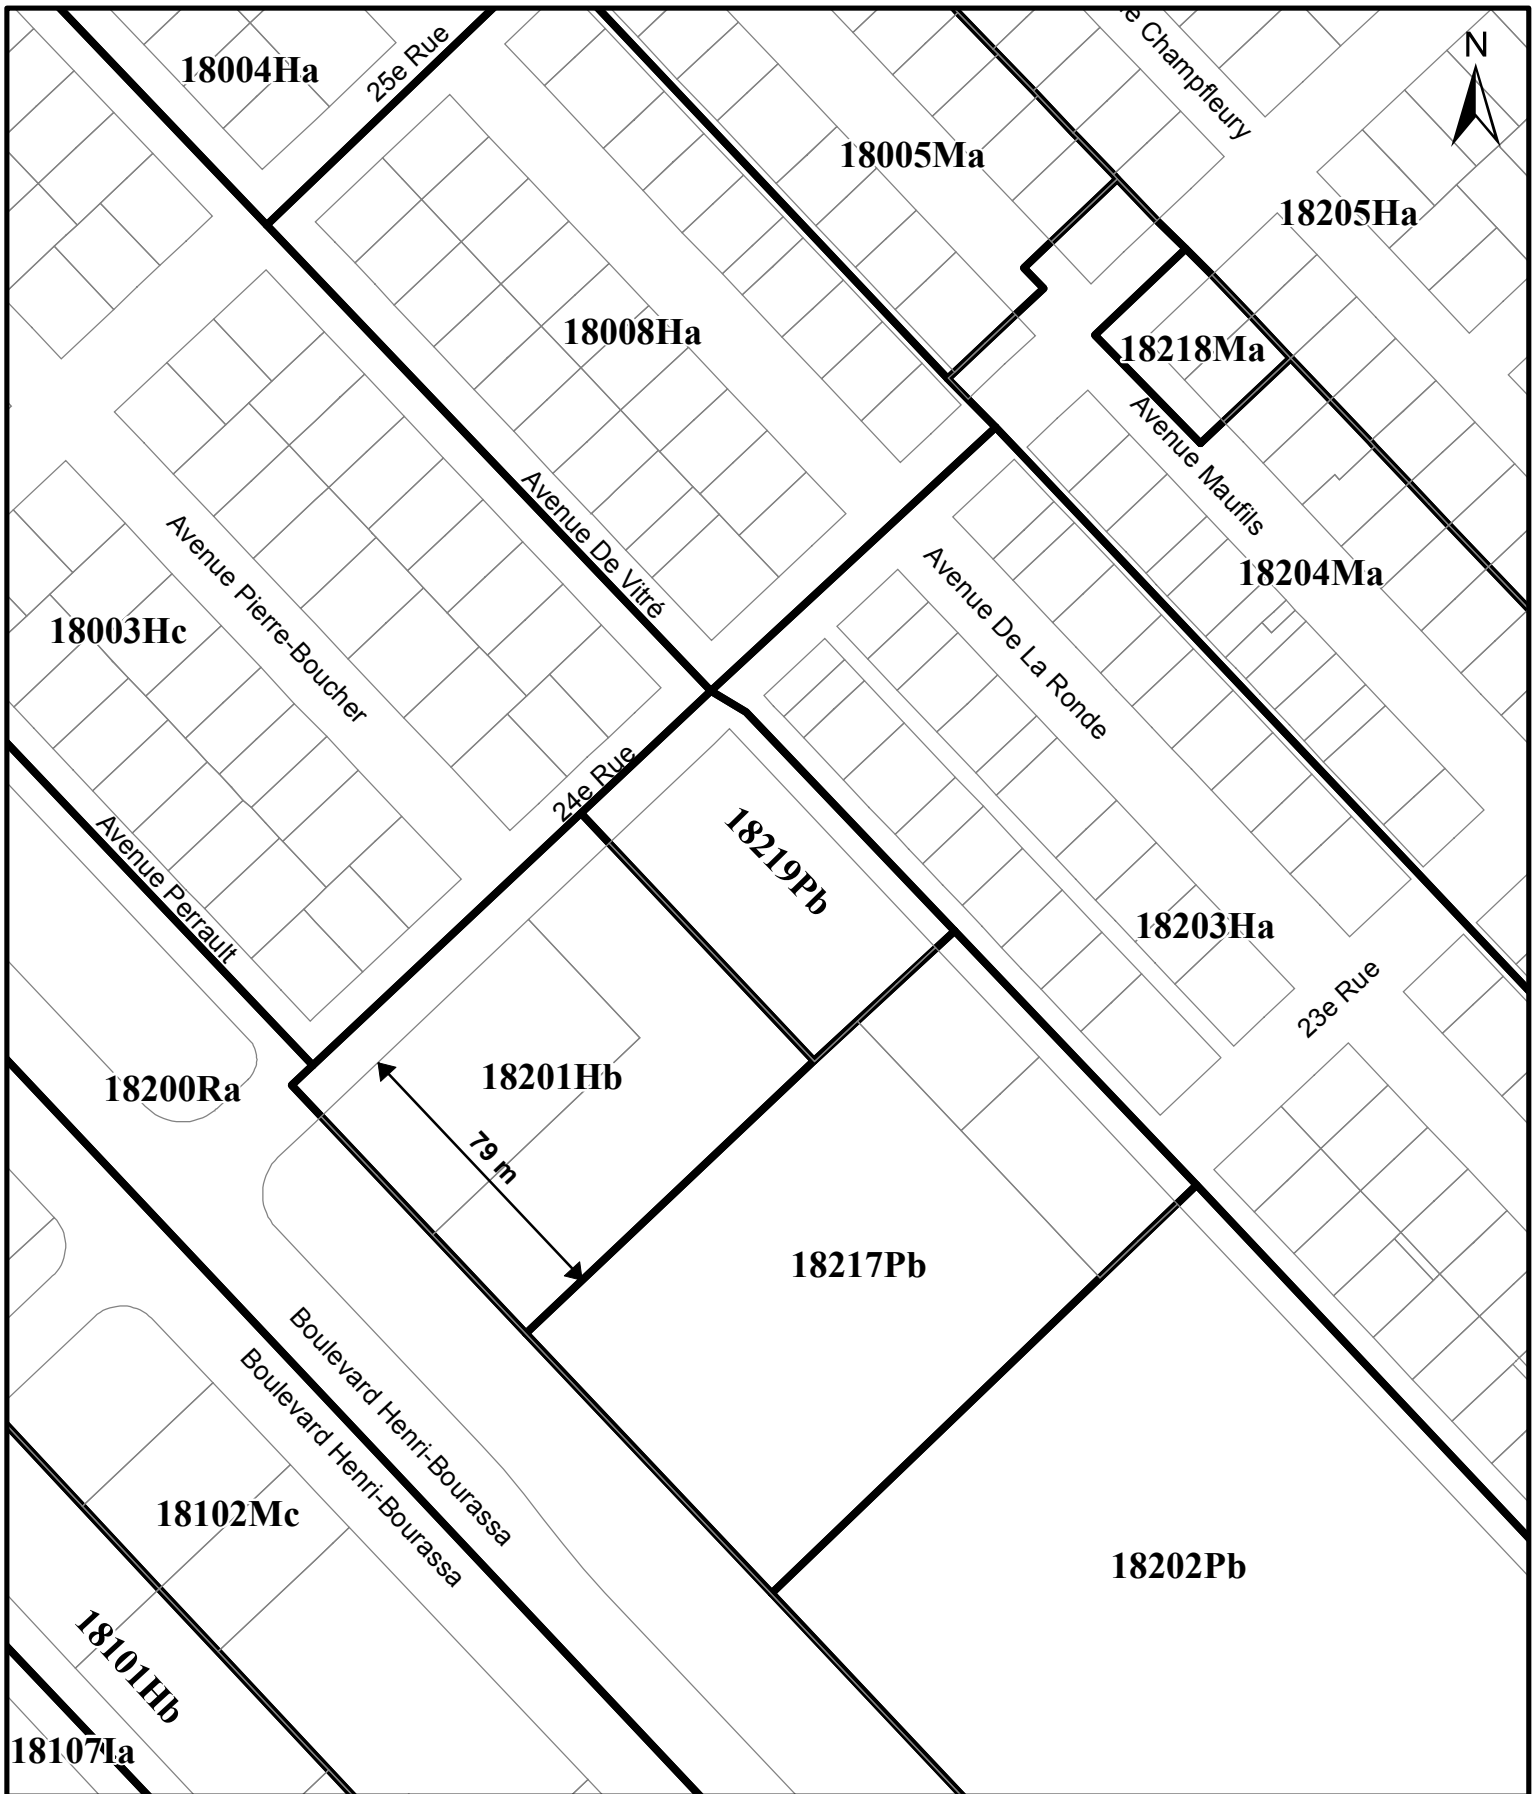 e Champfleury
N
25e Rue
18004Ha
18005Ma
18205Ha
18008Ha
18218Ma
Avenue Maufils
Avenue De Vitré
Avenue Pierre-Boucher
18003Hc
Avenue De La Ronde
18204Ma
24e Rue
18219Pb
Avenue Perrault
18203Ha
23e Rue
18200Ra
18201Hb
79 m
18217Pb
Boulevard Henri-Bourassa
Boulevard Henri-Bourassa
18102Mc
18202Pb
18101Hb
18107Ia